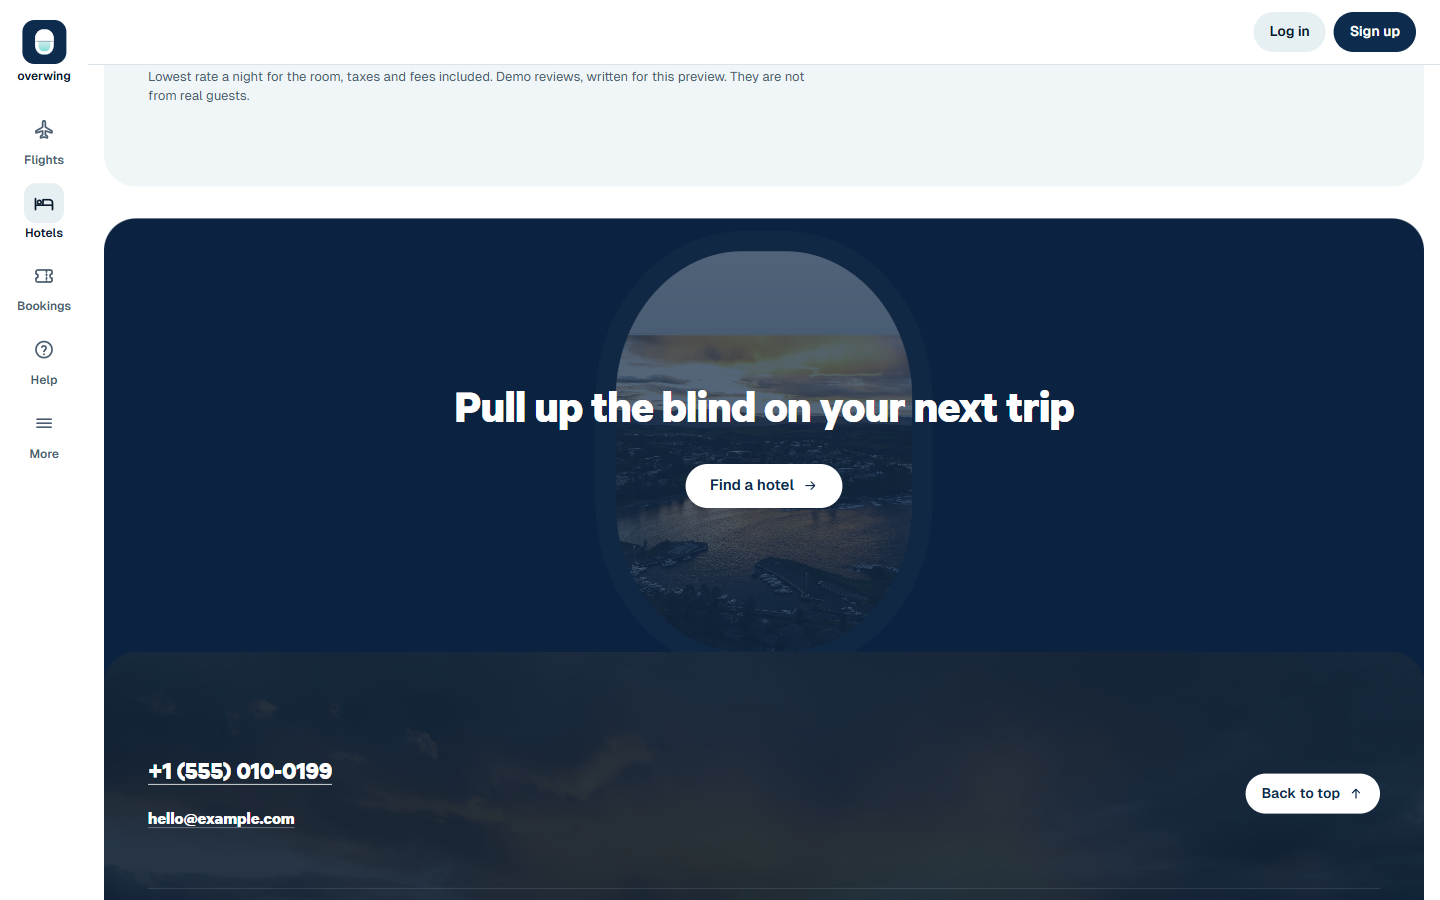 overwing
Log in
Sign up
Flights
Hotels
Bookings
Help
More
Lowest rate a night for the room, taxes and fees included. Demo reviews, written for this preview. They are not
from real guests.
Pull up the blind on your next trip
Find a hotel →
+1 (555) 010-0199
hello@example.com
Back to top ↑